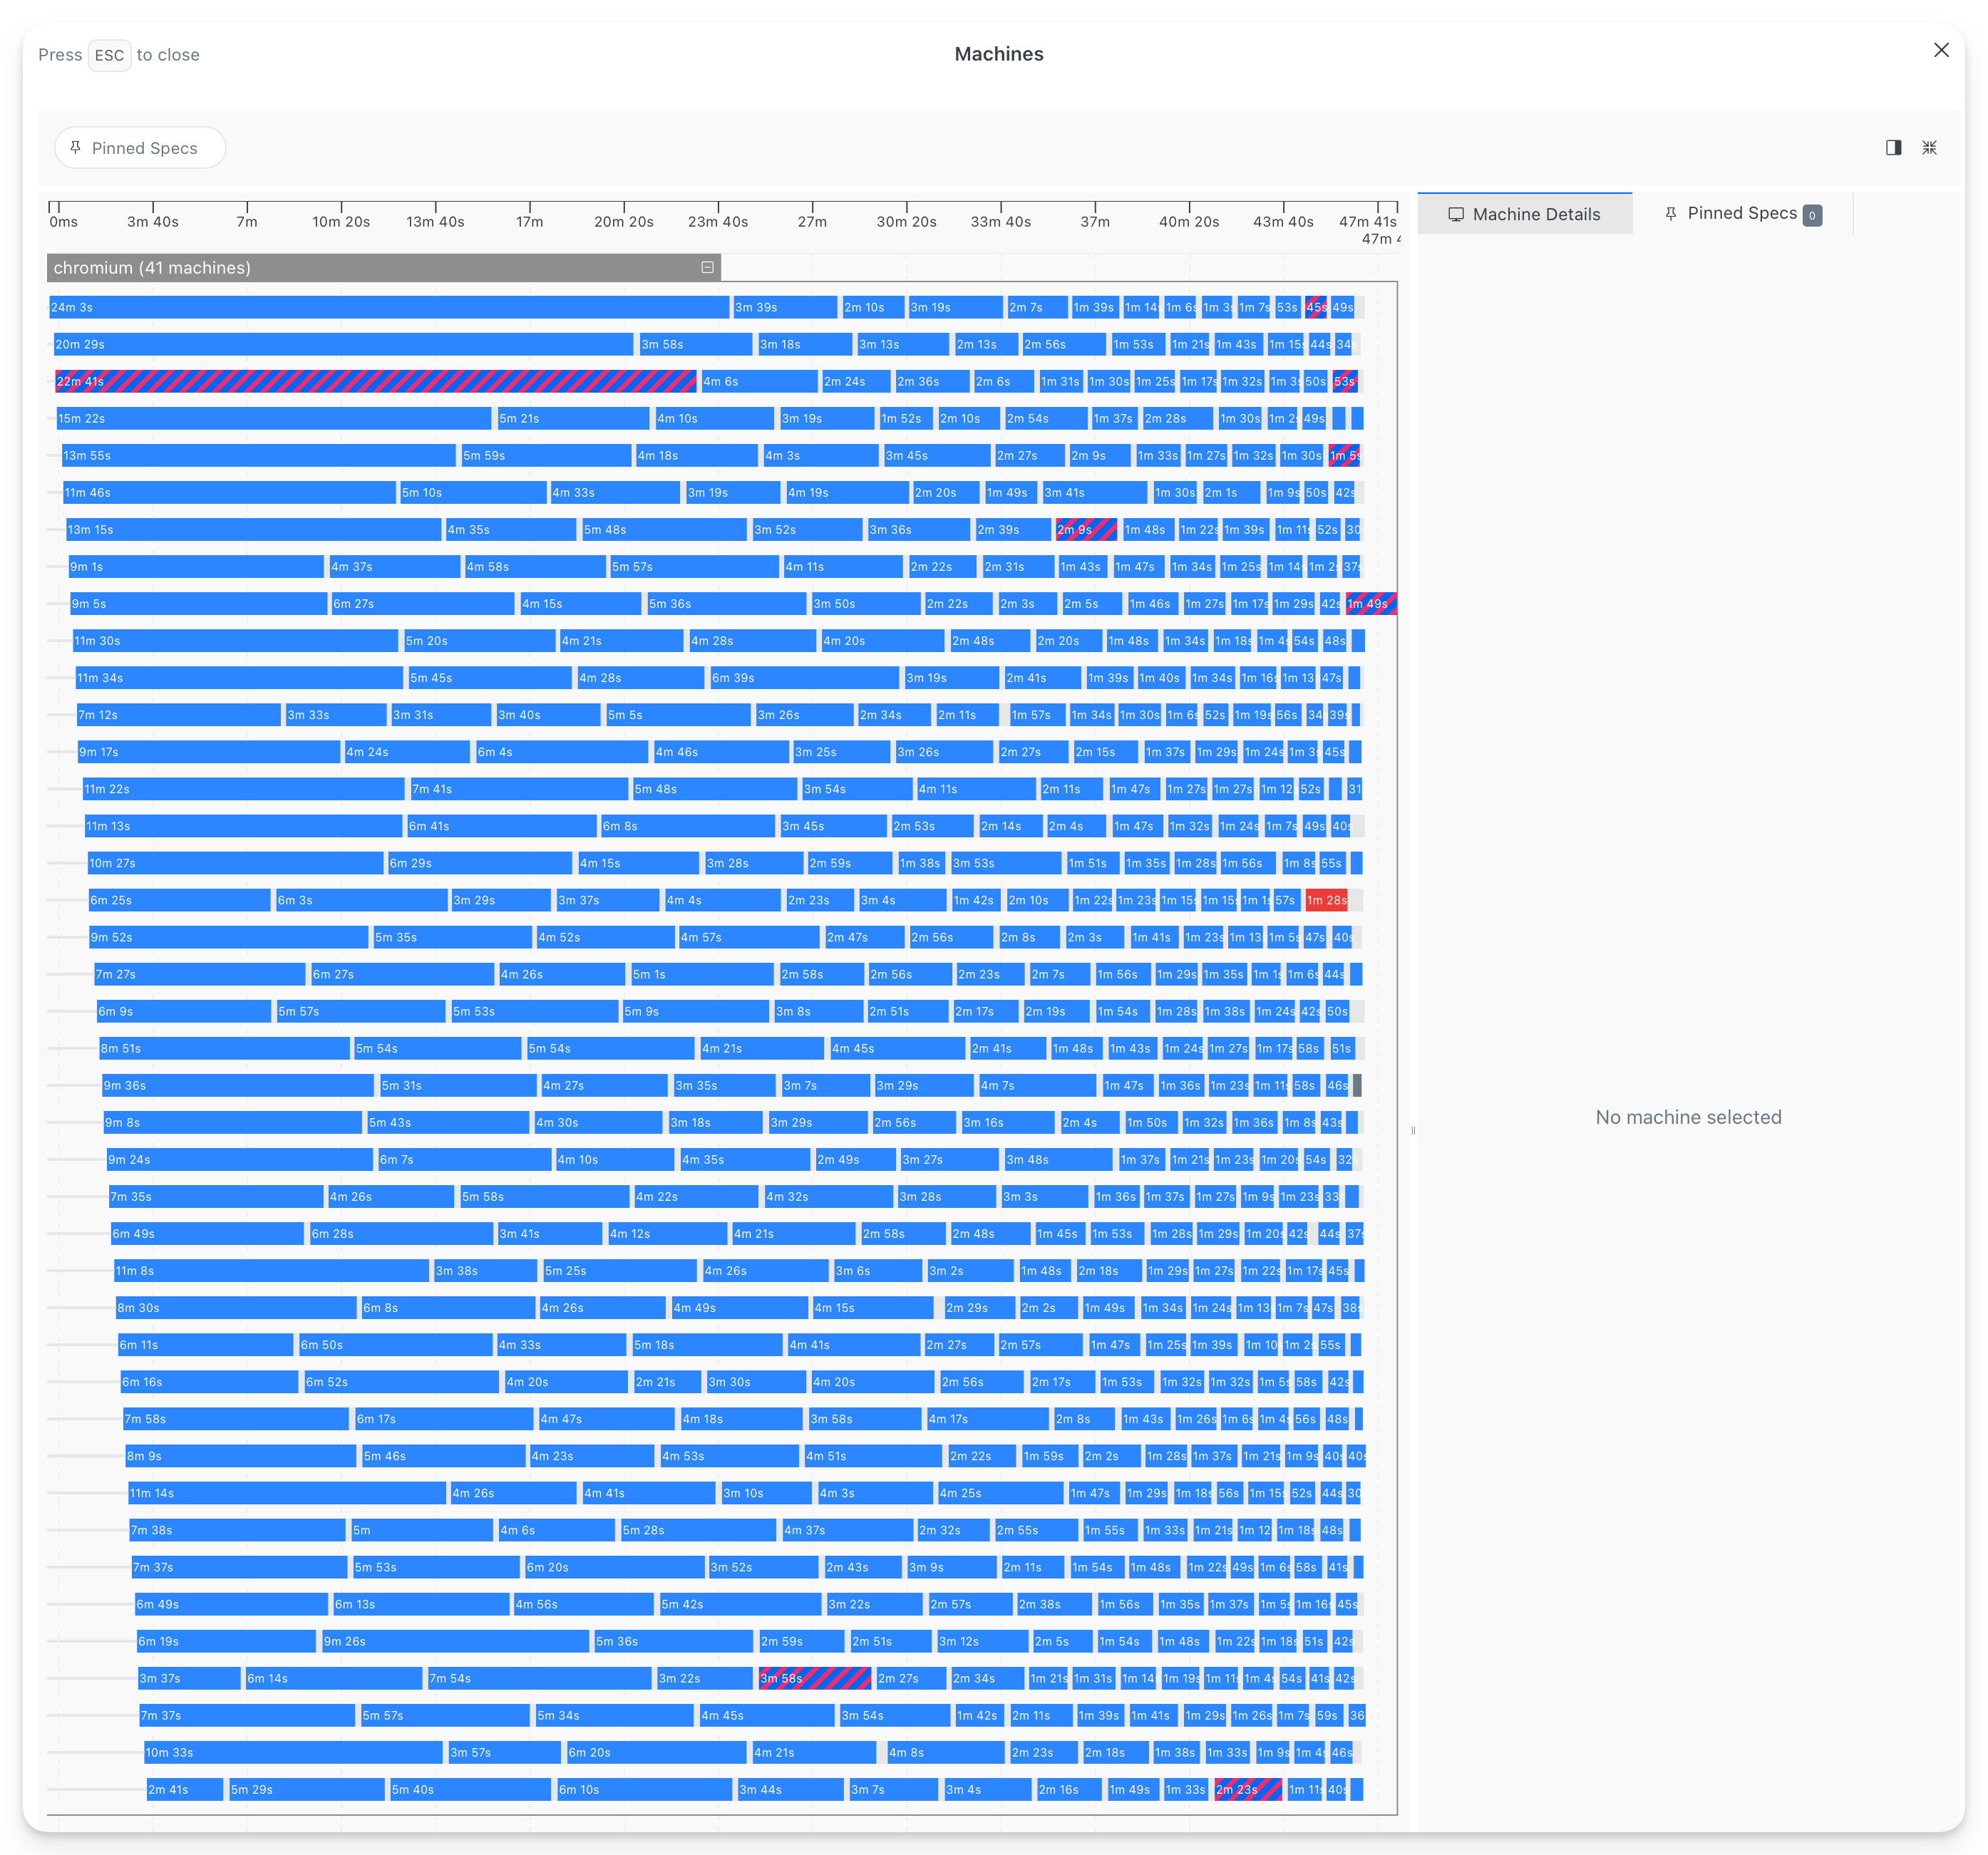 Press ESC to close
Machines
Pinned Specs
0ms 3m 40s 7m 10m 20s 13m 40s 17m 20m 20s 23m 40s 27m 30m 20s 33m 40s 37m 40m 20s 43m 40s 47m 41s
Machine Details
Pinned Specs 0
chromium (41 machines)
24m 3s 3m 39s 2m 10s 3m 19s 2m 7s 1m 39s 1m 14s 1m 6s 1m 3s 1m 7s 53s 45s 49s
20m 29s 3m 58s 3m 18s 3m 13s 2m 13s 2m 56s 1m 53s 1m 21s 1m 43s 1m 15s 44s 34s
22m 41s 4m 6s 2m 24s 2m 36s 2m 6s 1m 31s 1m 30s 1m 25s 1m 17s 1m 32s 1m 3s 50s 53s
15m 22s 5m 21s 4m 10s 3m 19s 1m 52s 2m 10s 2m 54s 1m 37s 2m 28s 1m 30s 1m 2s 49s
13m 55s 5m 59s 4m 18s 4m 3s 3m 45s 2m 27s 2m 9s 1m 33s 1m 27s 1m 32s 1m 30s 1m 5s
11m 46s 5m 10s 4m 33s 3m 19s 4m 19s 2m 20s 1m 49s 3m 41s 1m 30s 2m 1s 1m 9s 50s 42s
13m 15s 4m 35s 5m 48s 3m 52s 3m 36s 2m 39s 2m 9s 1m 48s 1m 22s 1m 39s 1m 11s 52s 30
9m 1s 4m 37s 4m 58s 5m 57s 4m 11s 2m 22s 2m 31s 1m 43s 1m 47s 1m 34s 1m 25s 1m 14s 1m 2s 37s
9m 5s 6m 27s 4m 15s 5m 36s 3m 50s 2m 22s 2m 3s 2m 5s 1m 46s 1m 27s 1m 17s 1m 29s 42s 1m 49s
11m 30s 5m 20s 4m 21s 4m 28s 4m 20s 2m 48s 2m 20s 1m 48s 1m 34s 1m 18s 1m 4s 54s 48s
11m 34s 5m 45s 4m 28s 6m 39s 3m 19s 2m 41s 1m 39s 1m 40s 1m 34s 1m 16s 1m 13s 47s
7m 12s 3m 33s 3m 31s 3m 40s 5m 5s 3m 26s 2m 34s 2m 11s 1m 57s 1m 34s 1m 30s 1m 6s 52s 1m 19s 56s 34s 39s
9m 17s 4m 24s 6m 4s 4m 46s 3m 25s 3m 26s 2m 27s 2m 15s 1m 37s 1m 29s 1m 24s 1m 3s 45s
11m 22s 7m 41s 5m 48s 3m 54s 4m 11s 2m 11s 1m 47s 1m 27s 1m 27s 1m 12 52s 31
11m 13s 6m 41s 6m 8s 3m 45s 2m 53s 2m 14s 2m 4s 1m 47s 1m 32s 1m 24s 1m 7s 49s 40s
10m 27s 6m 29s 4m 15s 3m 28s 2m 59s 1m 38s 3m 53s 1m 51s 1m 35s 1m 28s 1m 56s 1m 8s 55s
6m 25s 6m 3s 3m 29s 3m 37s 4m 4s 2m 23s 3m 4s 1m 42s 2m 10s 1m 22s 1m 23s 1m 15s 1m 15s 1m 1s 57s 1m 28s
9m 52s 5m 35s 4m 52s 4m 57s 2m 47s 2m 56s 2m 8s 2m 3s 1m 41s 1m 23s 1m 13s 1m 5s 47s 40s
7m 27s 6m 27s 4m 26s 5m 1s 2m 58s 2m 56s 2m 23s 2m 7s 1m 56s 1m 29s 1m 35s 1m 1s 1m 6s 44s
6m 9s 5m 57s 5m 53s 5m 9s 3m 8s 2m 51s 2m 17s 2m 19s 1m 54s 1m 28s 1m 38s 1m 24s 42s 50s
8m 51s 5m 54s 5m 54s 4m 21s 4m 45s 2m 41s 1m 48s 1m 43s 1m 24s 1m 27s 1m 17s 58s 51s
9m 36s 5m 31s 4m 27s 3m 35s 3m 7s 3m 29s 4m 7s 1m 47s 1m 36s 1m 23s 1m 11s 58s 46s
9m 8s 5m 43s 4m 30s 3m 18s 3m 29s 2m 56s 3m 16s 2m 4s 1m 50s 1m 32s 1m 36s 1m 8s 43s
No machine selected
9m 24s 6m 7s 4m 10s 4m 35s 2m 49s 3m 27s 3m 48s 1m 37s 1m 21s 1m 23s 1m 20s 54s 32s
7m 35s 4m 26s 5m 58s 4m 22s 4m 32s 3m 28s 3m 3s 1m 36s 1m 37s 1m 27s 1m 9s 1m 23s 33
6m 49s 6m 28s 3m 41s 4m 12s 4m 21s 2m 58s 2m 48s 1m 45s 1m 53s 1m 28s 1m 29s 1m 20s 42s 44s 37s
11m 8s 3m 38s 5m 25s 4m 26s 3m 6s 3m 2s 1m 48s 2m 18s 1m 29s 1m 27s 1m 22s 1m 17s 45s
8m 30s 6m 8s 4m 26s 4m 49s 4m 15s 2m 29s 2m 2s 1m 49s 1m 34s 1m 24s 1m 13 1m 7s 47s 38s
6m 11s 6m 50s 4m 33s 5m 18s 4m 41s 2m 27s 2m 57s 1m 47s 1m 25s 1m 39s 1m 10 1m 2s 55s
6m 16s 6m 52s 4m 20s 2m 21s 3m 30s 4m 20s 2m 56s 2m 17s 1m 53s 1m 32s 1m 32s 1m 5s 58s 42s
7m 58s 6m 17s 4m 47s 4m 18s 3m 58s 4m 17s 2m 8s 1m 43s 1m 26s 1m 6s 1m 4s 56s 48s
8m 9s 5m 46s 4m 23s 4m 53s 4m 51s 2m 22s 1m 59s 2m 2s 1m 28s 1m 37s 1m 21s 1m 9s 40s 40s
11m 14s 4m 26s 4m 41s 3m 10s 4m 3s 4m 25s 1m 47s 1m 29s 1m 18s 56s 1m 15s 52s 44s 30
7m 38s 5m 4m 6s 5m 28s 4m 37s 2m 32s 2m 55s 1m 55s 1m 33s 1m 21s 1m 12 1m 18s 48s
7m 37s 5m 53s 6m 20s 3m 52s 2m 43s 3m 9s 2m 11s 1m 54s 1m 48s 1m 22s 49s 1m 6s 58s 41s
6m 49s 6m 13s 4m 56s 5m 42s 3m 22s 2m 57s 2m 38s 1m 56s 1m 35s 1m 37s 1m 5s 1m 16s 45s
6m 19s 9m 26s 5m 36s 2m 59s 2m 51s 3m 12s 2m 5s 1m 54s 1m 48s 1m 22s 1m 18s 51s 42s
3m 37s 6m 14s 7m 54s 3m 22s 3m 58s 2m 27s 2m 34s 1m 21s 1m 31s 1m 14s 1m 19s 1m 11s 1m 4s 54s 41s 42s
7m 37s 5m 57s 5m 34s 4m 45s 3m 54s 1m 42s 2m 11s 1m 39s 1m 41s 1m 29s 1m 26s 1m 7s 59s 36
10m 33s 3m 57s 6m 20s 4m 21s 4m 8s 2m 23s 2m 18s 1m 38s 1m 33s 1m 9s 1m 4s 46s
2m 41s 5m 29s 5m 40s 6m 10s 3m 44s 3m 7s 3m 4s 2m 16s 1m 49s 1m 33s 2m 23s 1m 11s 40s